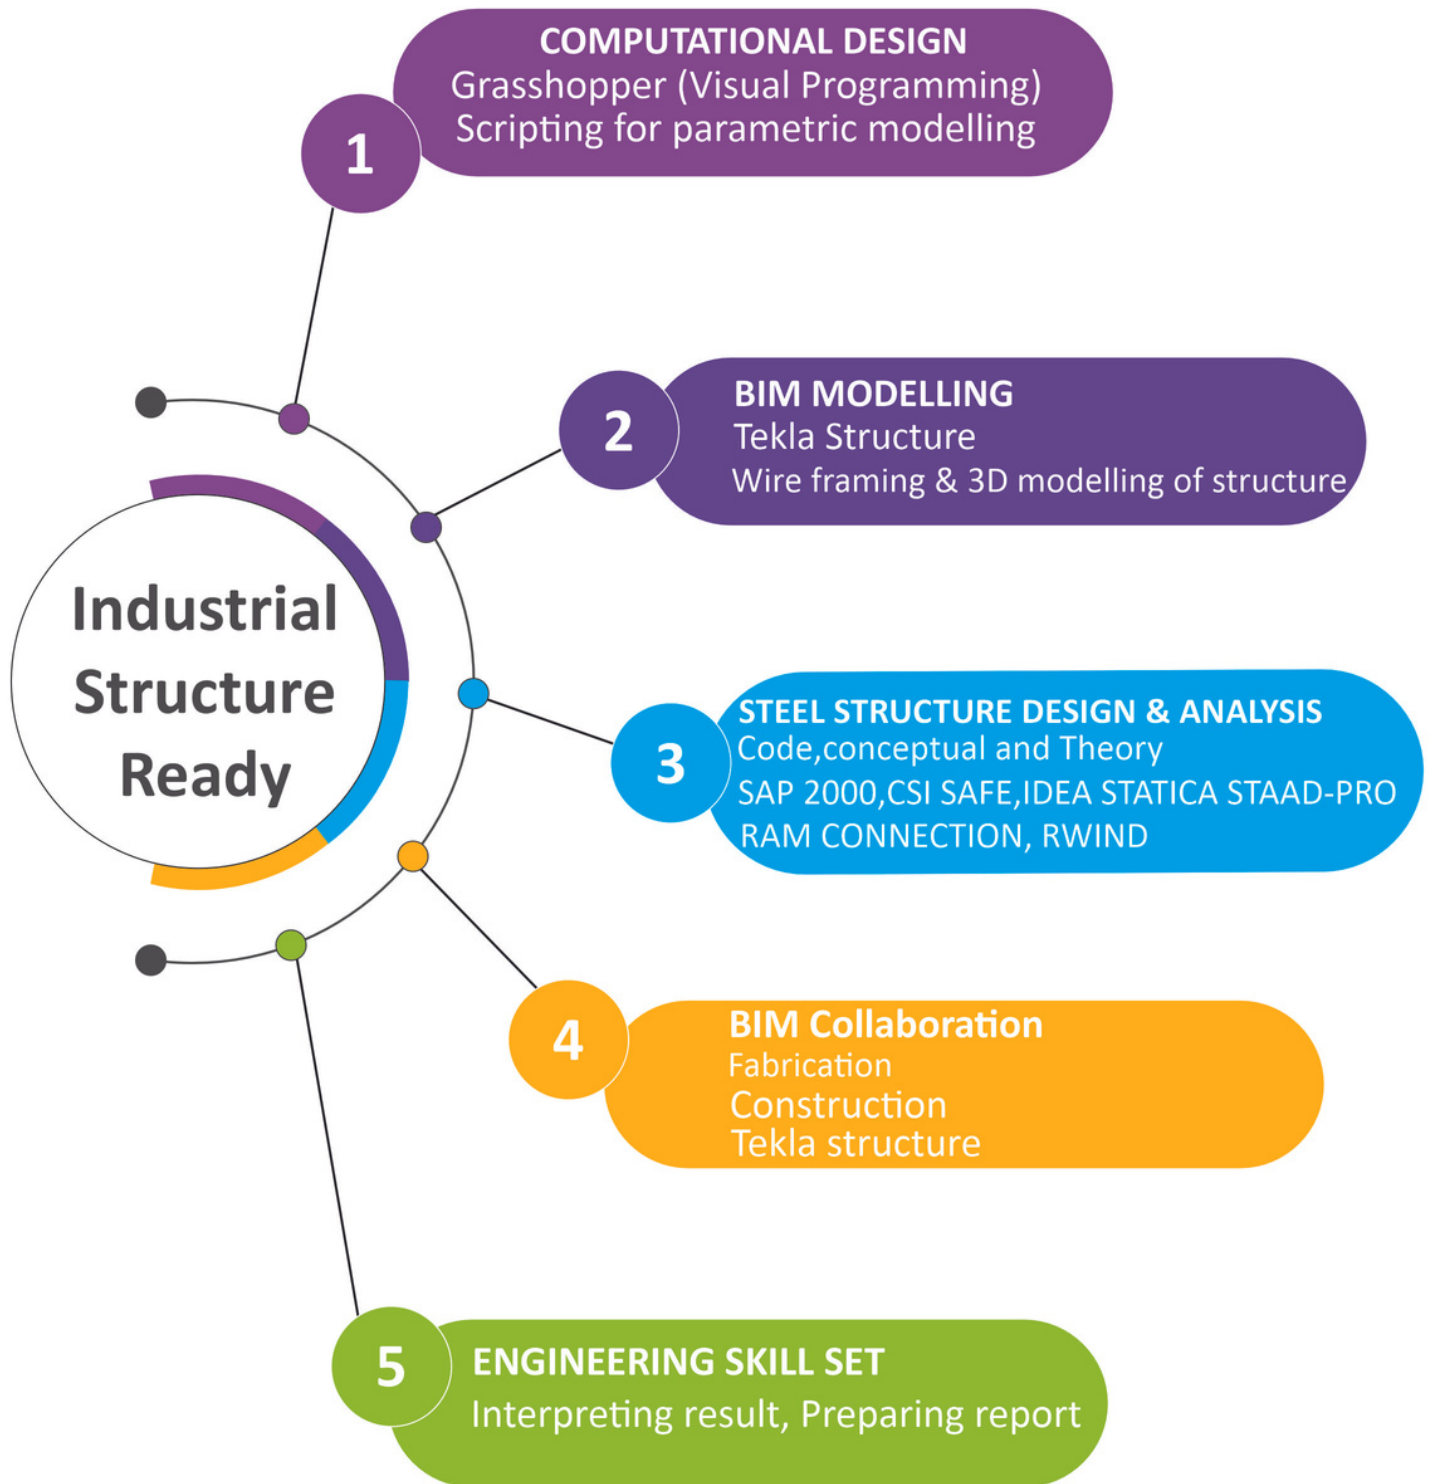 Industrial
Structure
Ready
1
COMPUTATIONAL DESIGN
Grasshopper (Visual Programming)
Scripting for parametric modelling
2
BIM MODELLING
Tekla Structure
Wire framing & 3D modelling of structure
3
STEEL STRUCTURE DESIGN & ANALYSIS
Code,conceptual and Theory
SAP 2000,CSI SAFE,IDEA STATICA STAAD-PRO
RAM CONNECTION, RWIND
4
BIM Collaboration
Fabrication
Construction
Tekla structure
5
ENGINEERING SKILL SET
Interpreting result, Preparing report